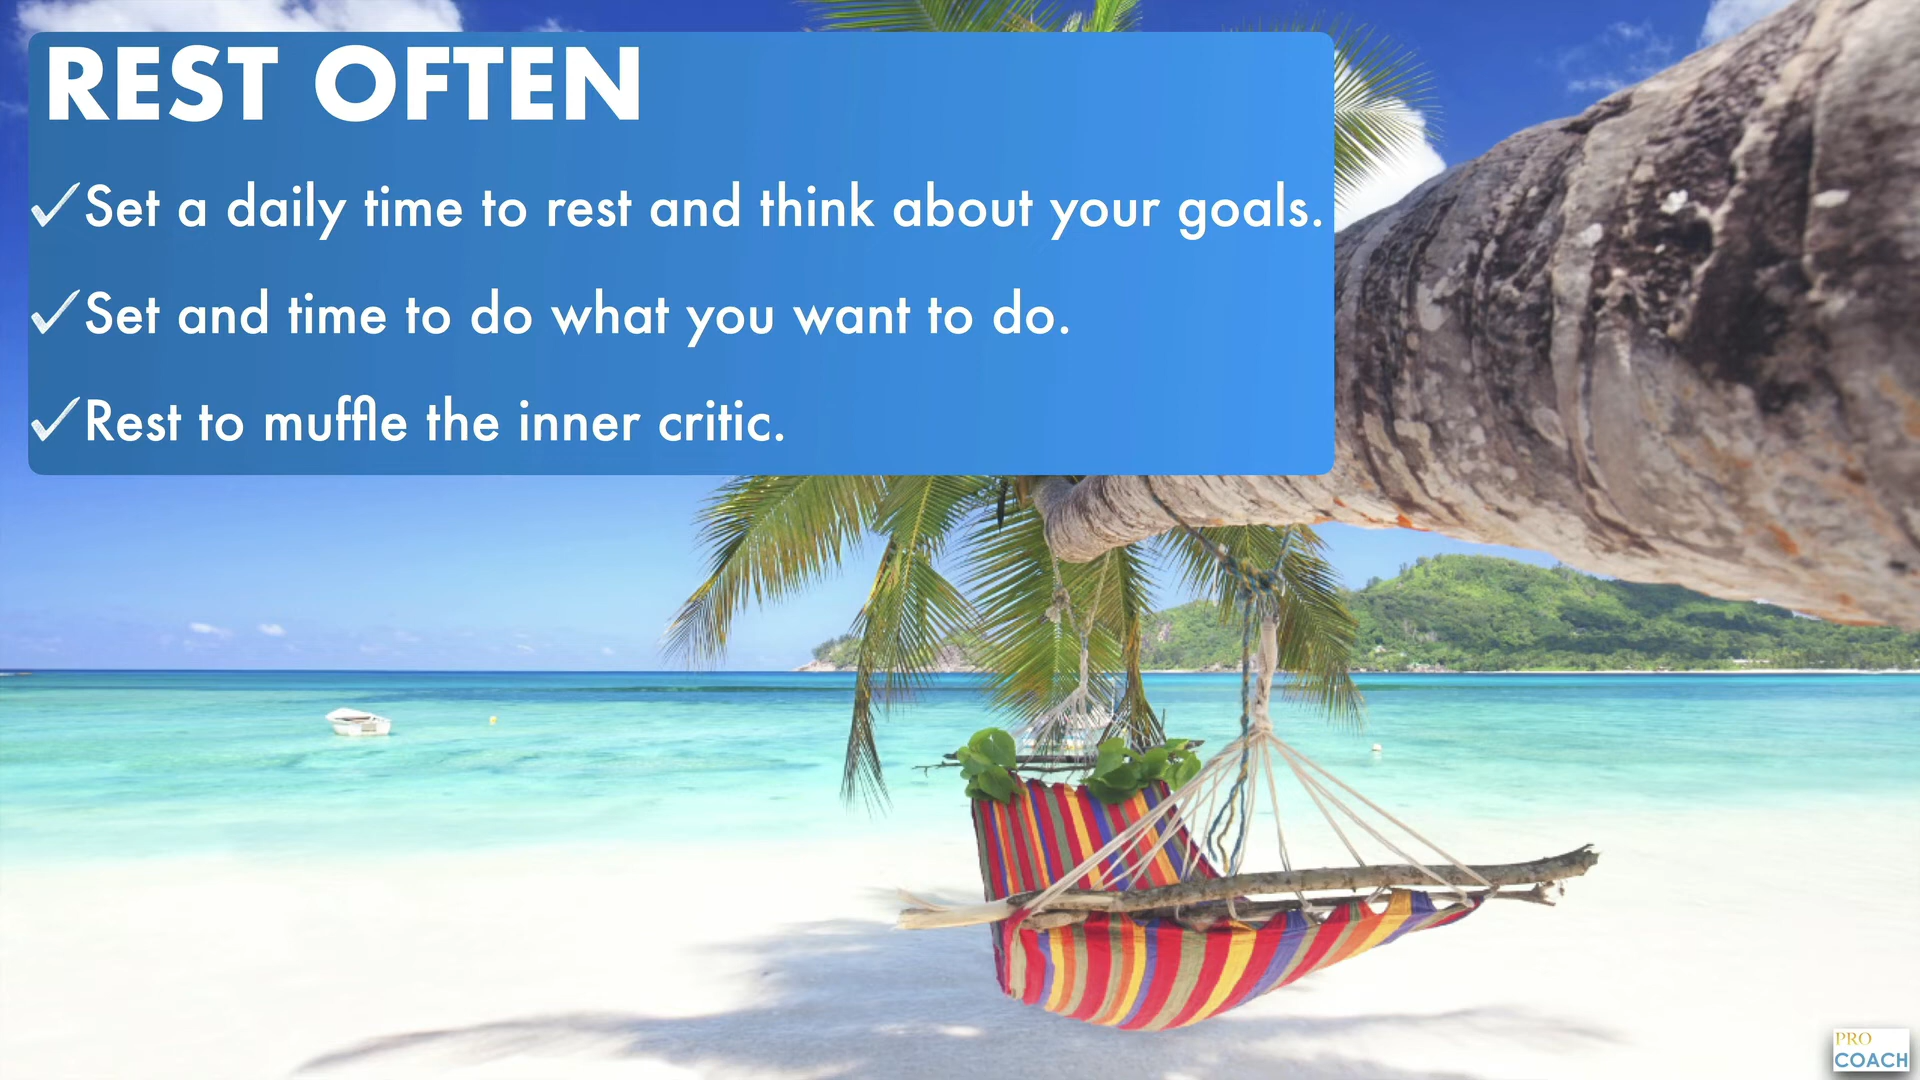 REST OFTEN
✓Set a daily time to rest and think about your goals.
✓Set and time to do what you want to do.
✓Rest to muffle the inner critic.
PRO
COACH